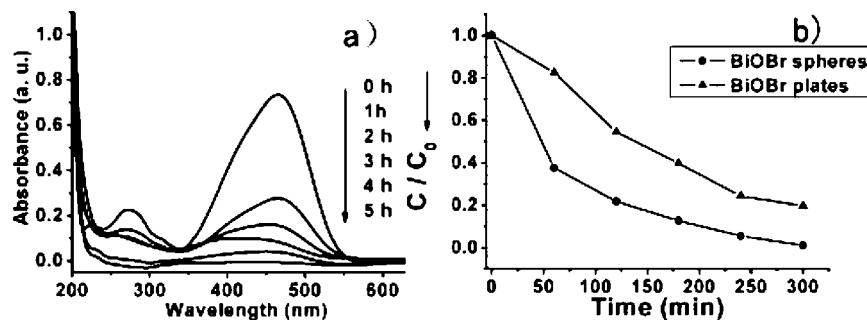 a)
1.0
0.8
0.6
0.4
0.2
0.0
Absorbance (a. u.)
200 300 400 500 600
Wavelength (nm)
0 h
1h
2 h
3 h
4 h
5 h
b)
BiOBr spheres
BiOBr plates
1.0
0.8
0.6
0.4
0.2
0.0
C / C0
0 50 100 150 200 250 300
Time (min)